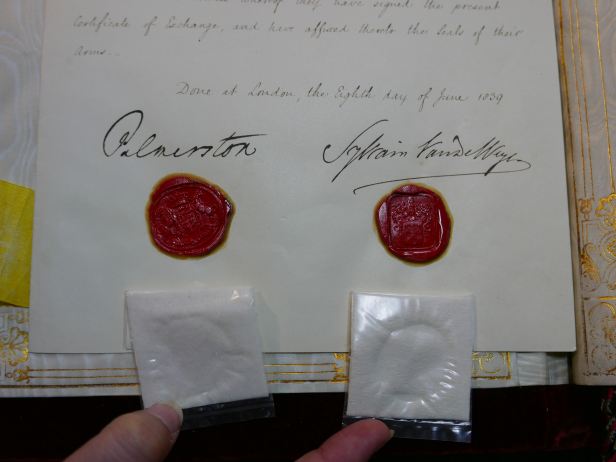 whereof they have signed the present
Certificate of Exchange, and have affixed thereto the Seals of their
Arms._
Done at London, the Eighth day of June 1839
Palmerston
Sylvain Van de Weyer